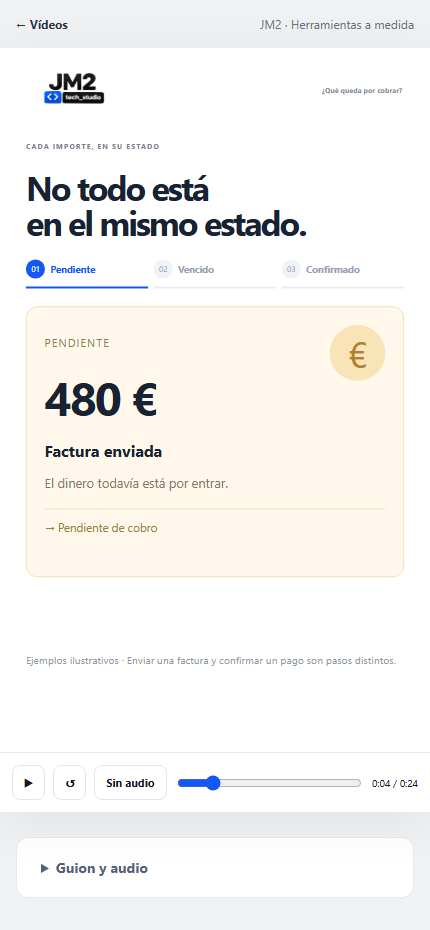 ← Vídeos
JM2 · Herramientas a medida
JM2
<> tech_studio
¿Qué queda por cobrar?
CADA IMPORTE, EN SU ESTADO
No todo está
en el mismo estado.
01 Pendiente
02 Vencido
03 Confirmado
PENDIENTE
€
480 €
Factura enviada
El dinero todavía está por entrar.
→ Pendiente de cobro
Ejemplos ilustrativos · Enviar una factura y confirmar un pago son pasos distintos.
▶ ↺ Sin audio 0:04 / 0:24
▶ Guion y audio